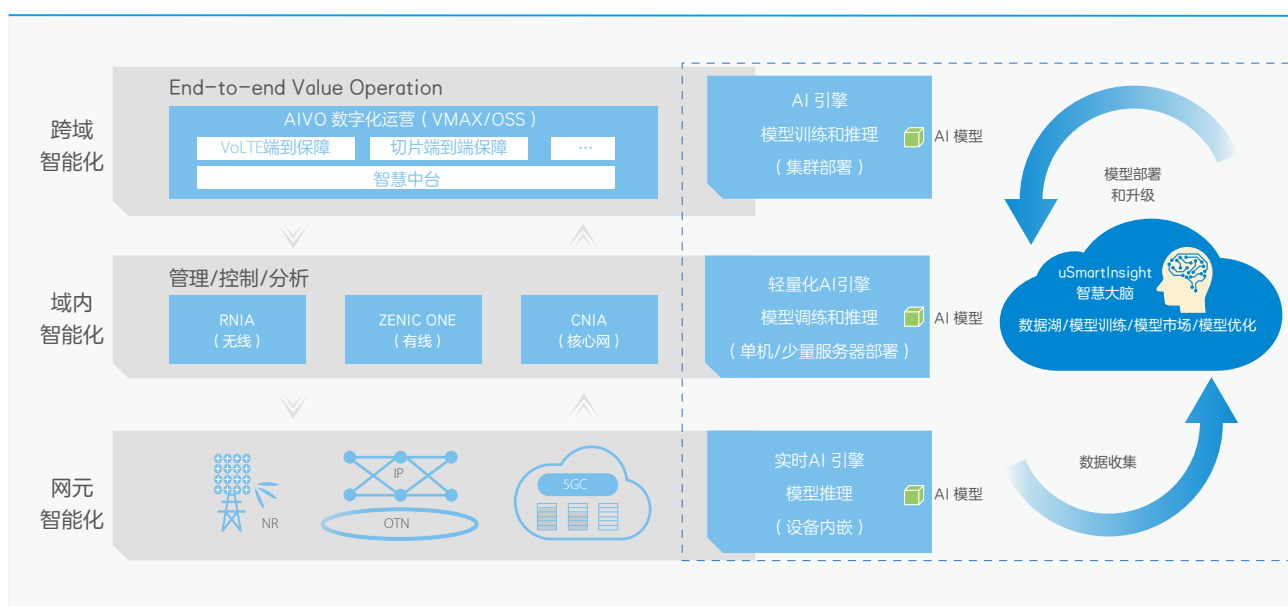 跨域
智能化
End-to-end Value Operation
AIVO 数字化运营（VMAX/OSS）
VoLTE端到保障
切片端到端保障
…
智慧中台
AI 引擎
模型训练和推理
（集群部署）
AI 模型
模型部署
和升级
域内
智能化
管理/控制/分析
RNIA
（无线）
ZENIC ONE
（有线）
CNIA
（核心网）
轻量化AI引擎
模型调练和推理
（单机/少量服务器部署）
AI 模型
uSmartInsight
智慧大脑
数据湖/模型训练/模型市场/模型优化
网元
智能化
NR
IP
OTN
5GC
实时AI 引擎
模型推理
（设备内嵌）
AI 模型
数据收集